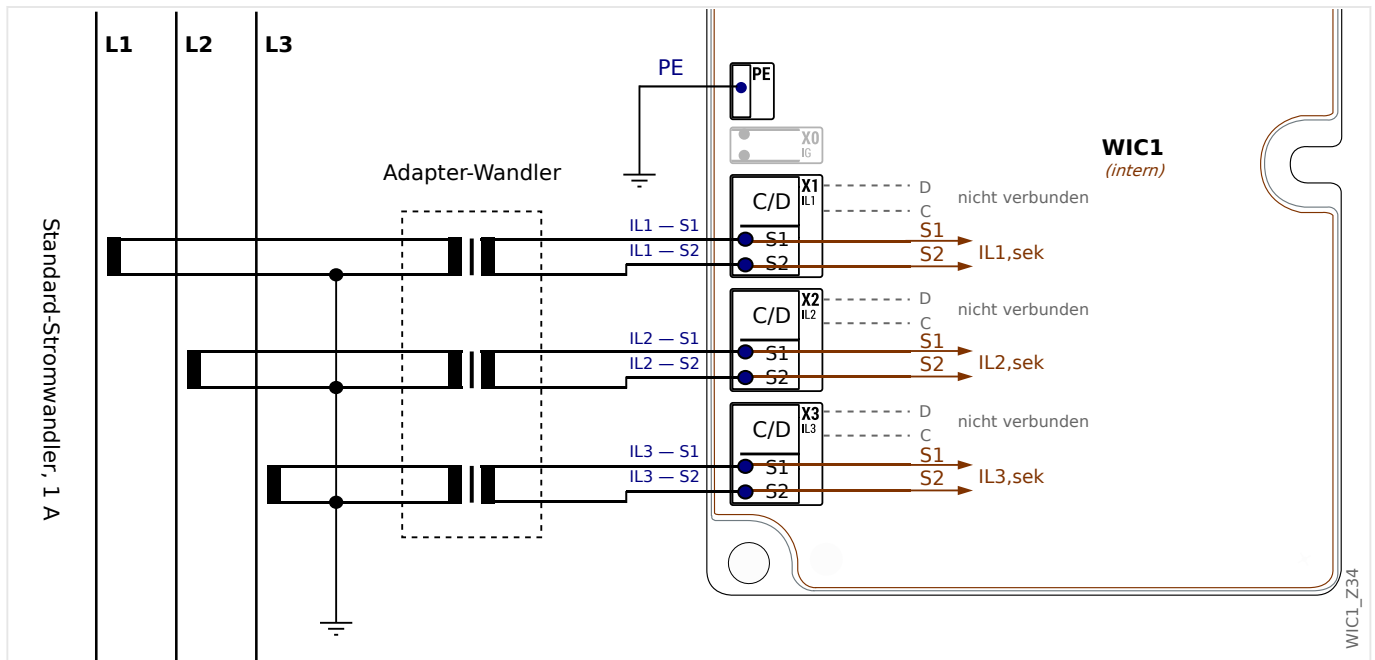 L1
L2
L3
PE
PE
X0
IG
WIC1
(intern)
Adapter-Wandler
Standard-Stromwandler, 1 A
C/D
X1
IL1
D
C
nicht verbunden
IL1 — S1
S1
S1
IL1,sek
IL1 — S2
S2
S2
C/D
X2
IL2
D
C
nicht verbunden
IL2 — S1
S1
S1
IL2,sek
IL2 — S2
S2
S2
C/D
X3
IL3
D
C
nicht verbunden
IL3 — S1
S1
S1
IL3,sek
IL3 — S2
S2
S2
WIC1_Z34